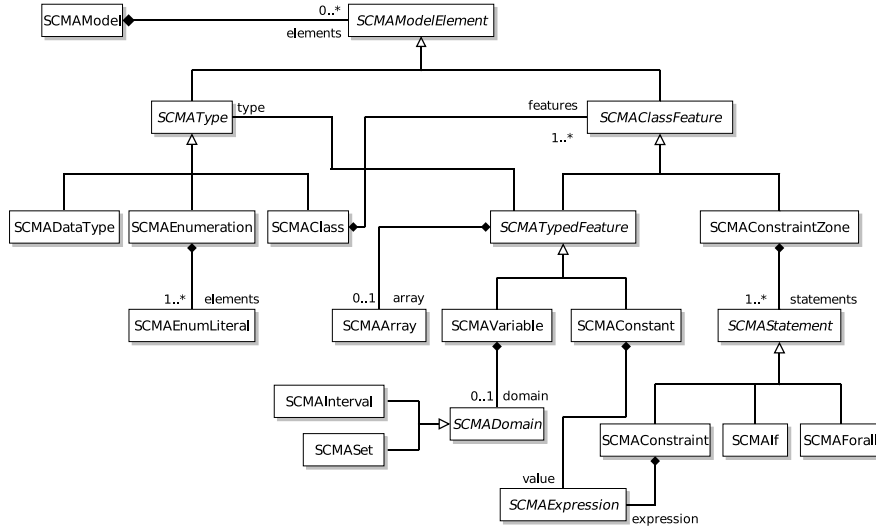 SCMAModel
0..*
SCMAModelElement
elements
SCMAType
type
features
SCMAClassFeature
1..*
SCMADataType
SCMAEnumeration
SCMAClass
SCMATypedFeature
SCMAConstraintZone
1..*
elements
0..1
array
1..*
statements
SCMAEnumLiteral
SCMAArray
SCMAVariable
SCMAConstant
SCMAStatement
SCMAInterval
0..1
domain
SCMASet
SCMADomain
SCMAConstraint
SCMAIf
SCMAForall
value
SCMAExpression
expression